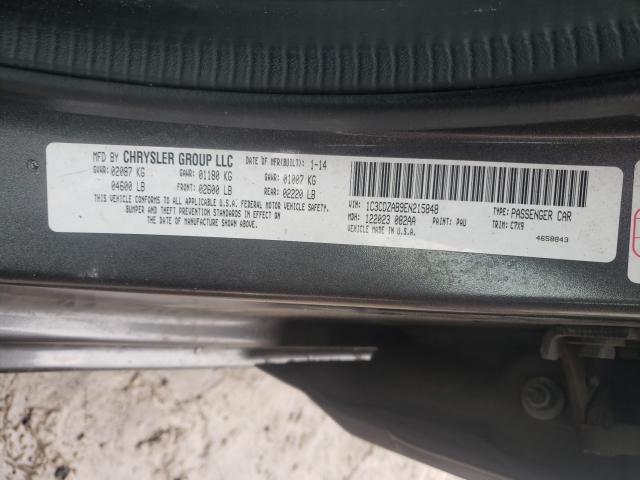 MFD BY CHRYSLER GROUP LLC DATE OF MFR(BUILT): 1-14
GVWR: 02087 KG GAWR: 01180 KG GAWR: 01007 KG
04600 LB FRONT: 02600 LB REAR: 02220 LB
THIS VEHICLE CONFORMS TO ALL APPLICABLE U.S.A. FEDERAL MOTOR VEHICLE SAFETY,
BUMPER AND THEFT PREVENTION STANDARDS IN EFFECT ON
THE DATE OF MANUFACTURE SHOWN ABOVE.
VIN: 1C3CDZAB9EN215848 TYPE: PASSENGER CAR
MDH: 122023 082AA PAINT: PAU TRIM: C7X9
VEHICLE MADE IN U.S.A. 4658843